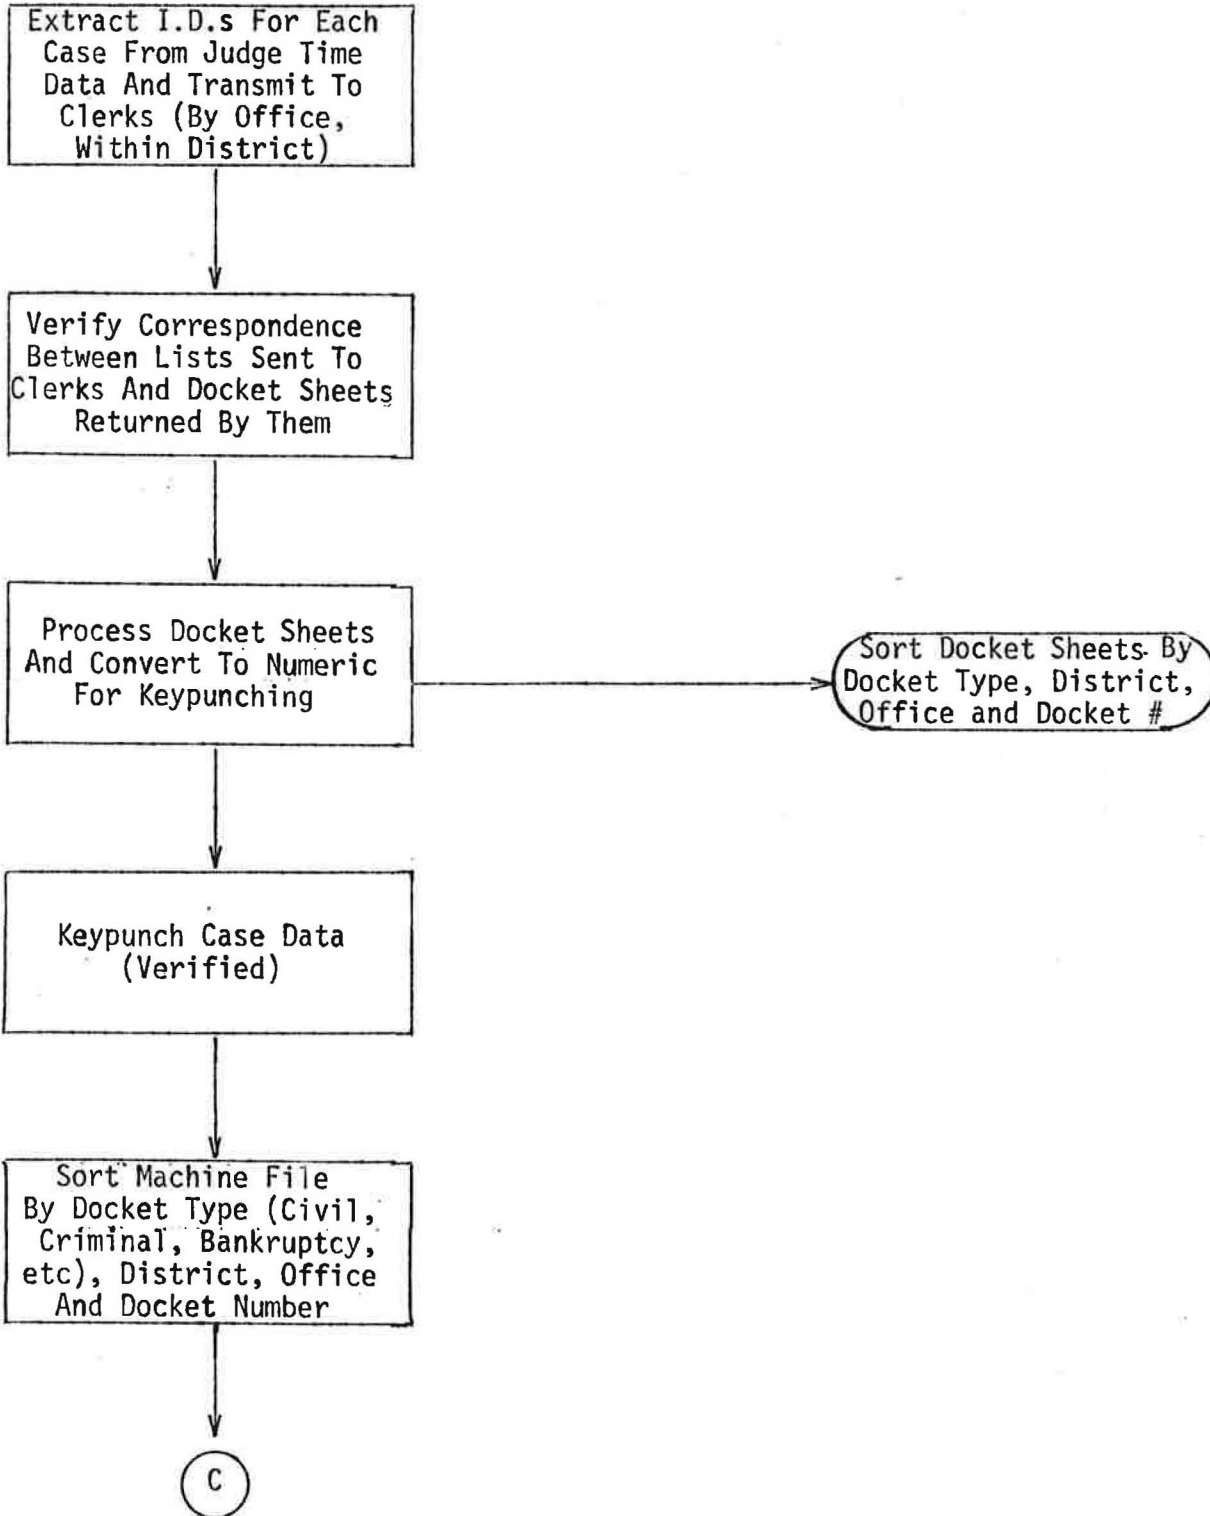 Extract I.D.s For Each
Case From Judge Time
Data And Transmit To
Clerks (By Office,
Within District)
Verify Correspondence
Between Lists Sent To
Clerks And Docket Sheets
Returned By Them
Process Docket Sheets
And Convert To Numeric
For Keypunching
Sort Docket Sheets By
Docket Type, District,
Office and Docket #
Keypunch Case Data
(Verified)
Sort Machine File
By Docket Type (Civil,
Criminal, Bankruptcy,
etc), District, Office
And Docket Number
C